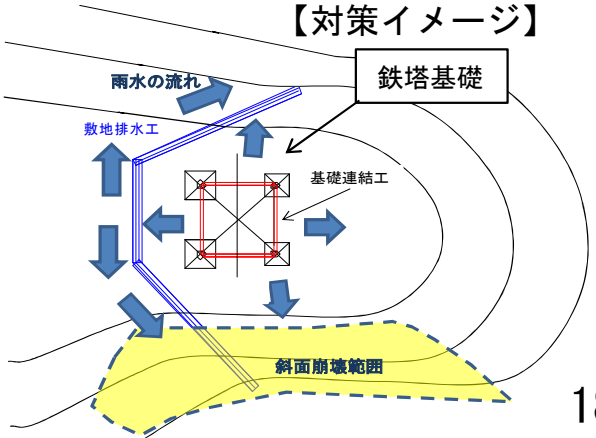 【対策イメージ】
鉄塔基礎
雨水の流れ
敷地排水工
基礎連結工
斜面崩壊範囲
18